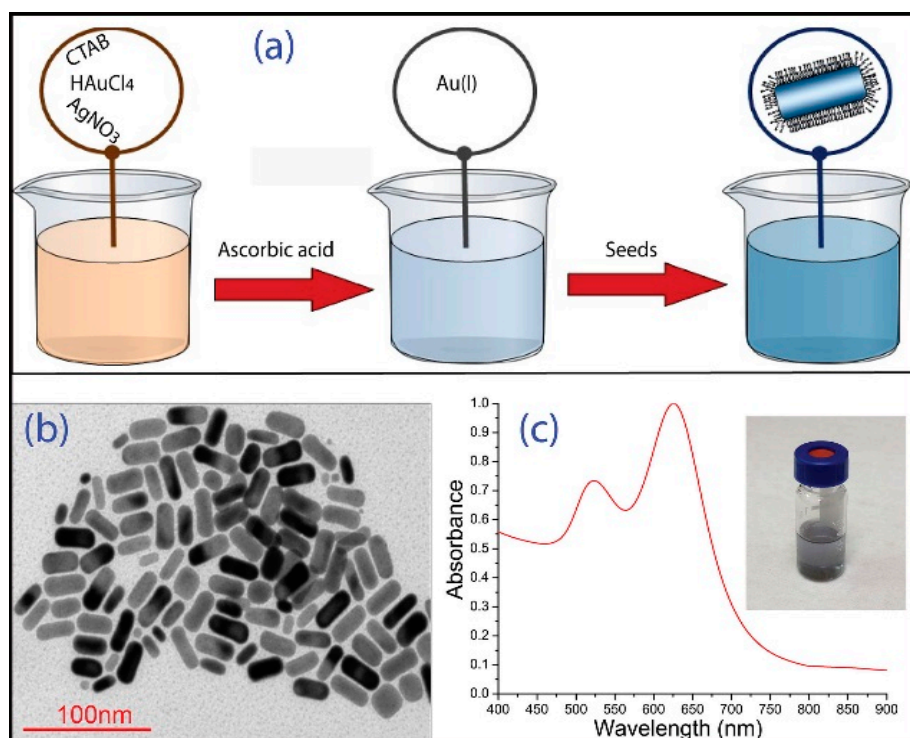 (a)
CTAB
HAuCl4
AgNO3
Au(I)
Ascorbic acid
Seeds
(b)
100nm
(c)
Absorbance
1.0
0.9
0.8
0.7
0.6
0.5
0.4
0.3
0.2
0.1
0.0
400 450 500 550 600 650 700 750 800 850 900
Wavelength (nm)